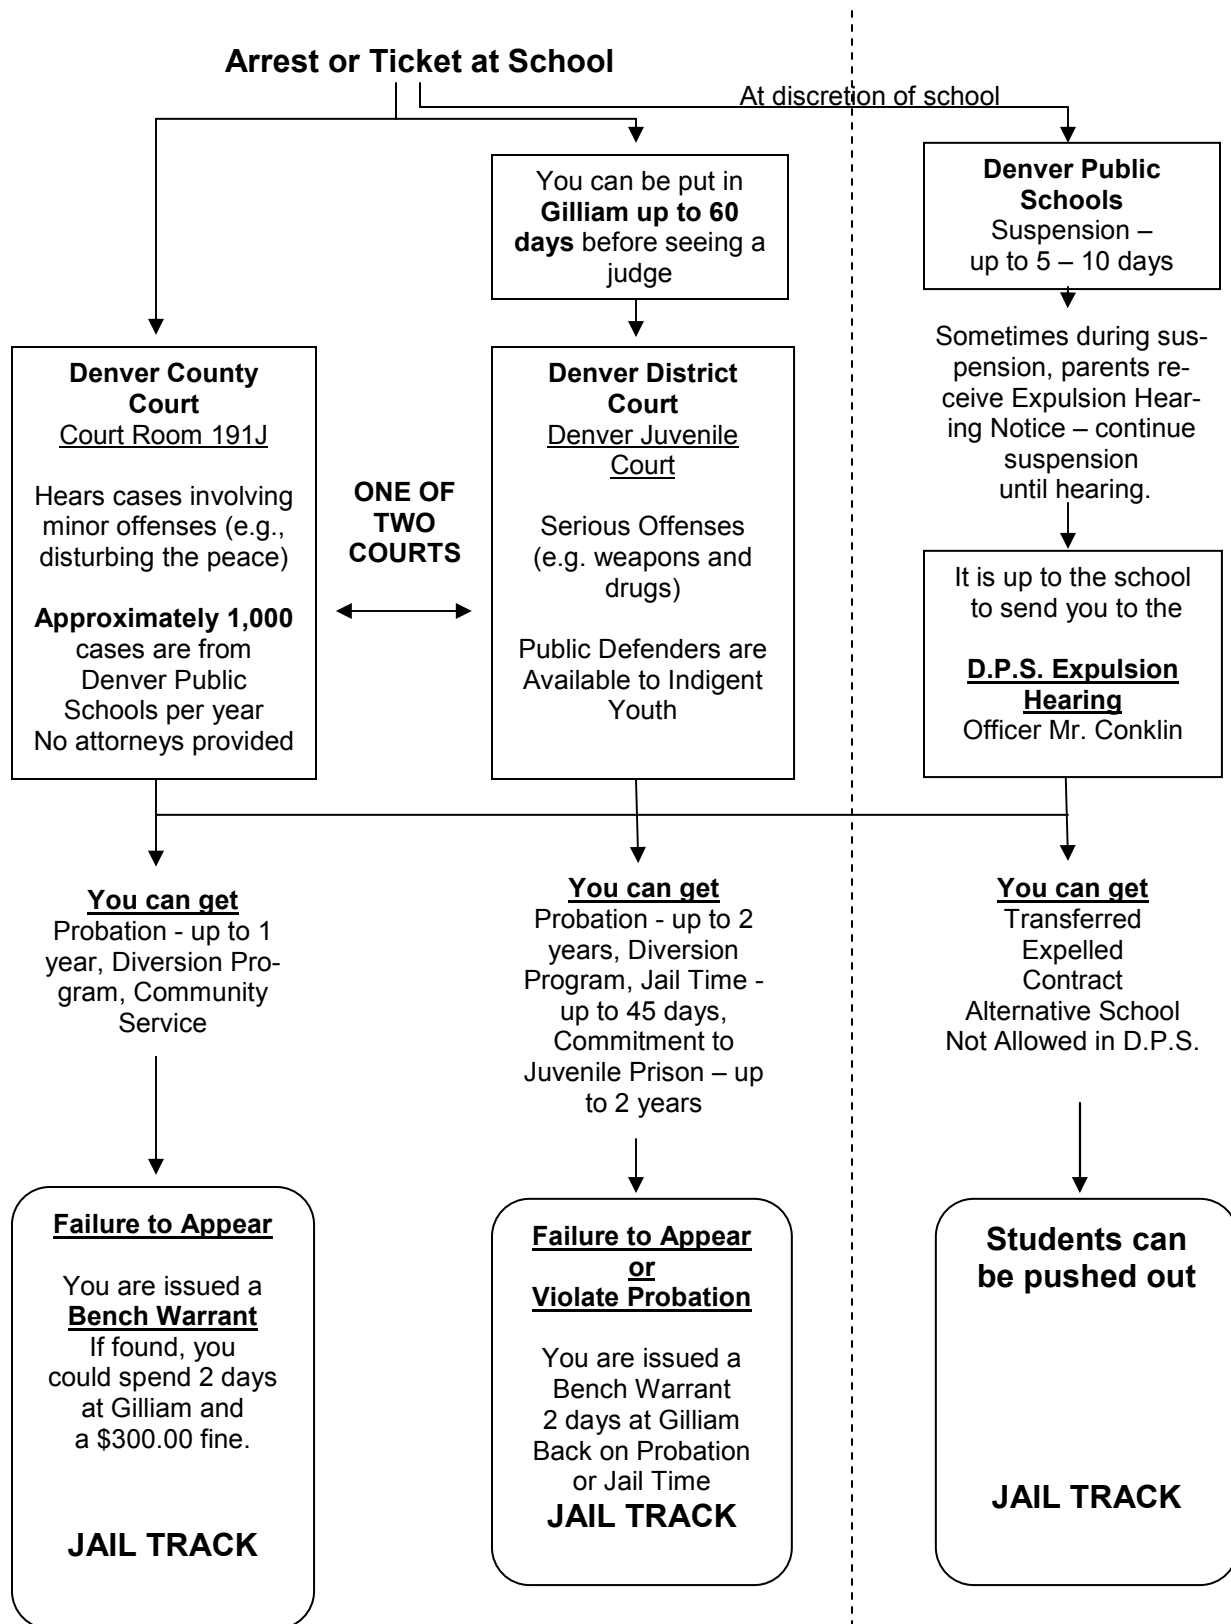 Arrest or Ticket at School
At discretion of school
You can be put in
Gilliam up to 60
days before seeing a
judge
Denver Public
Schools
Suspension –
up to 5 – 10 days
Sometimes during sus-
pension, parents re-
ceive Expulsion Hear-
ing Notice – continue
suspension
until hearing.
Denver County
Court
Court Room 191J
Hears cases involving
minor offenses (e.g.,
disturbing the peace)
Approximately 1,000
cases are from
Denver Public
Schools per year
No attorneys provided
ONE OF
TWO
COURTS
Denver District
Court
Denver Juvenile
Court
Serious Offenses
(e.g. weapons and
drugs)
Public Defenders are
Available to Indigent
Youth
It is up to the school
to send you to the
D.P.S. Expulsion
Hearing
Officer Mr. Conklin
You can get
Probation - up to 1
year, Diversion Pro-
gram, Community
Service
You can get
Probation - up to 2
years, Diversion
Program, Jail Time -
up to 45 days,
Commitment to
Juvenile Prison – up
to 2 years
You can get
Transferred
Expelled
Contract
Alternative School
Not Allowed in D.P.S.
Failure to Appear
You are issued a
Bench Warrant
If found, you
could spend 2 days
at Gilliam and
a $300.00 fine.
JAIL TRACK
Failure to Appear
or
Violate Probation
You are issued a
Bench Warrant
2 days at Gilliam
Back on Probation
or Jail Time
JAIL TRACK
Students can
be pushed out
JAIL TRACK